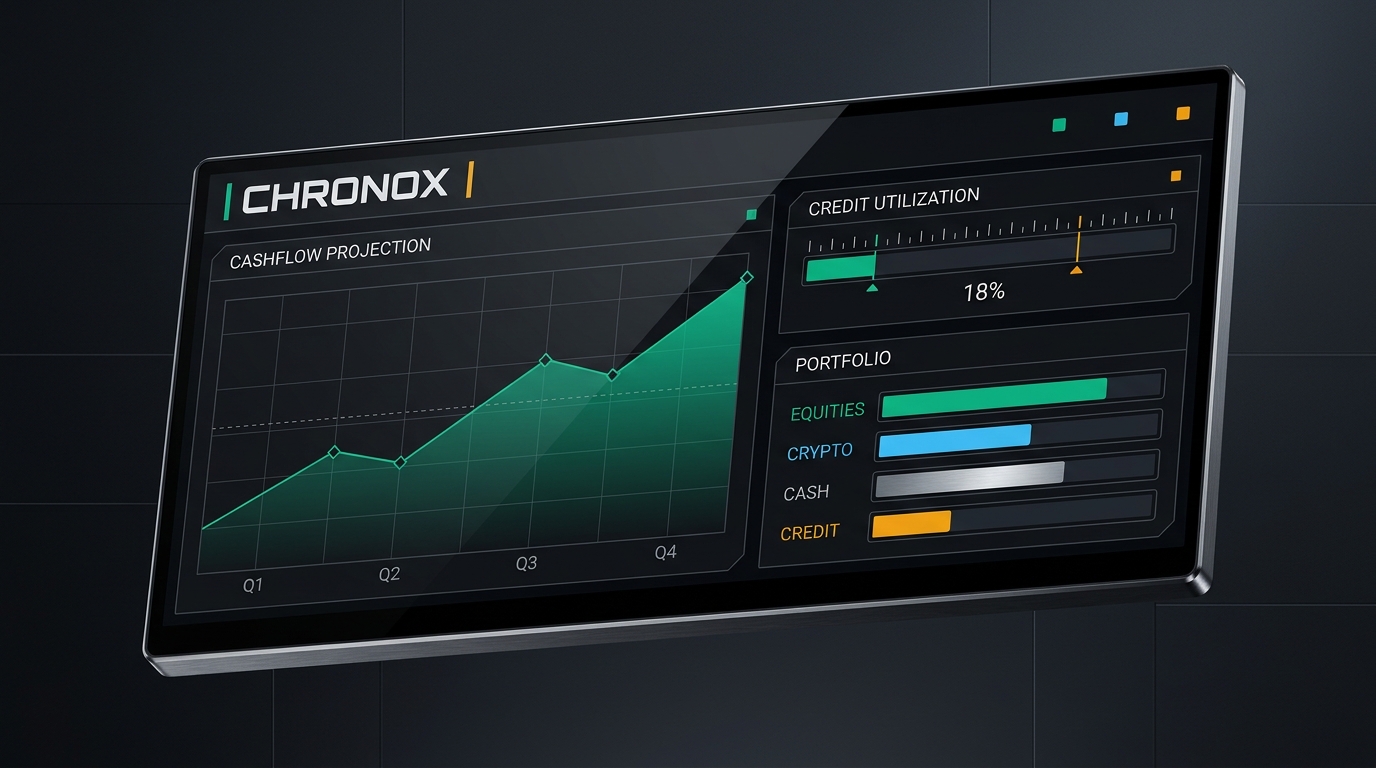 CHRONOX
CASHFLOW PROJECTION
Q1
Q2
Q3
Q4
CREDIT UTILIZATION
18%
PORTFOLIO
EQUITIES
CRYPTO
CASH
CREDIT